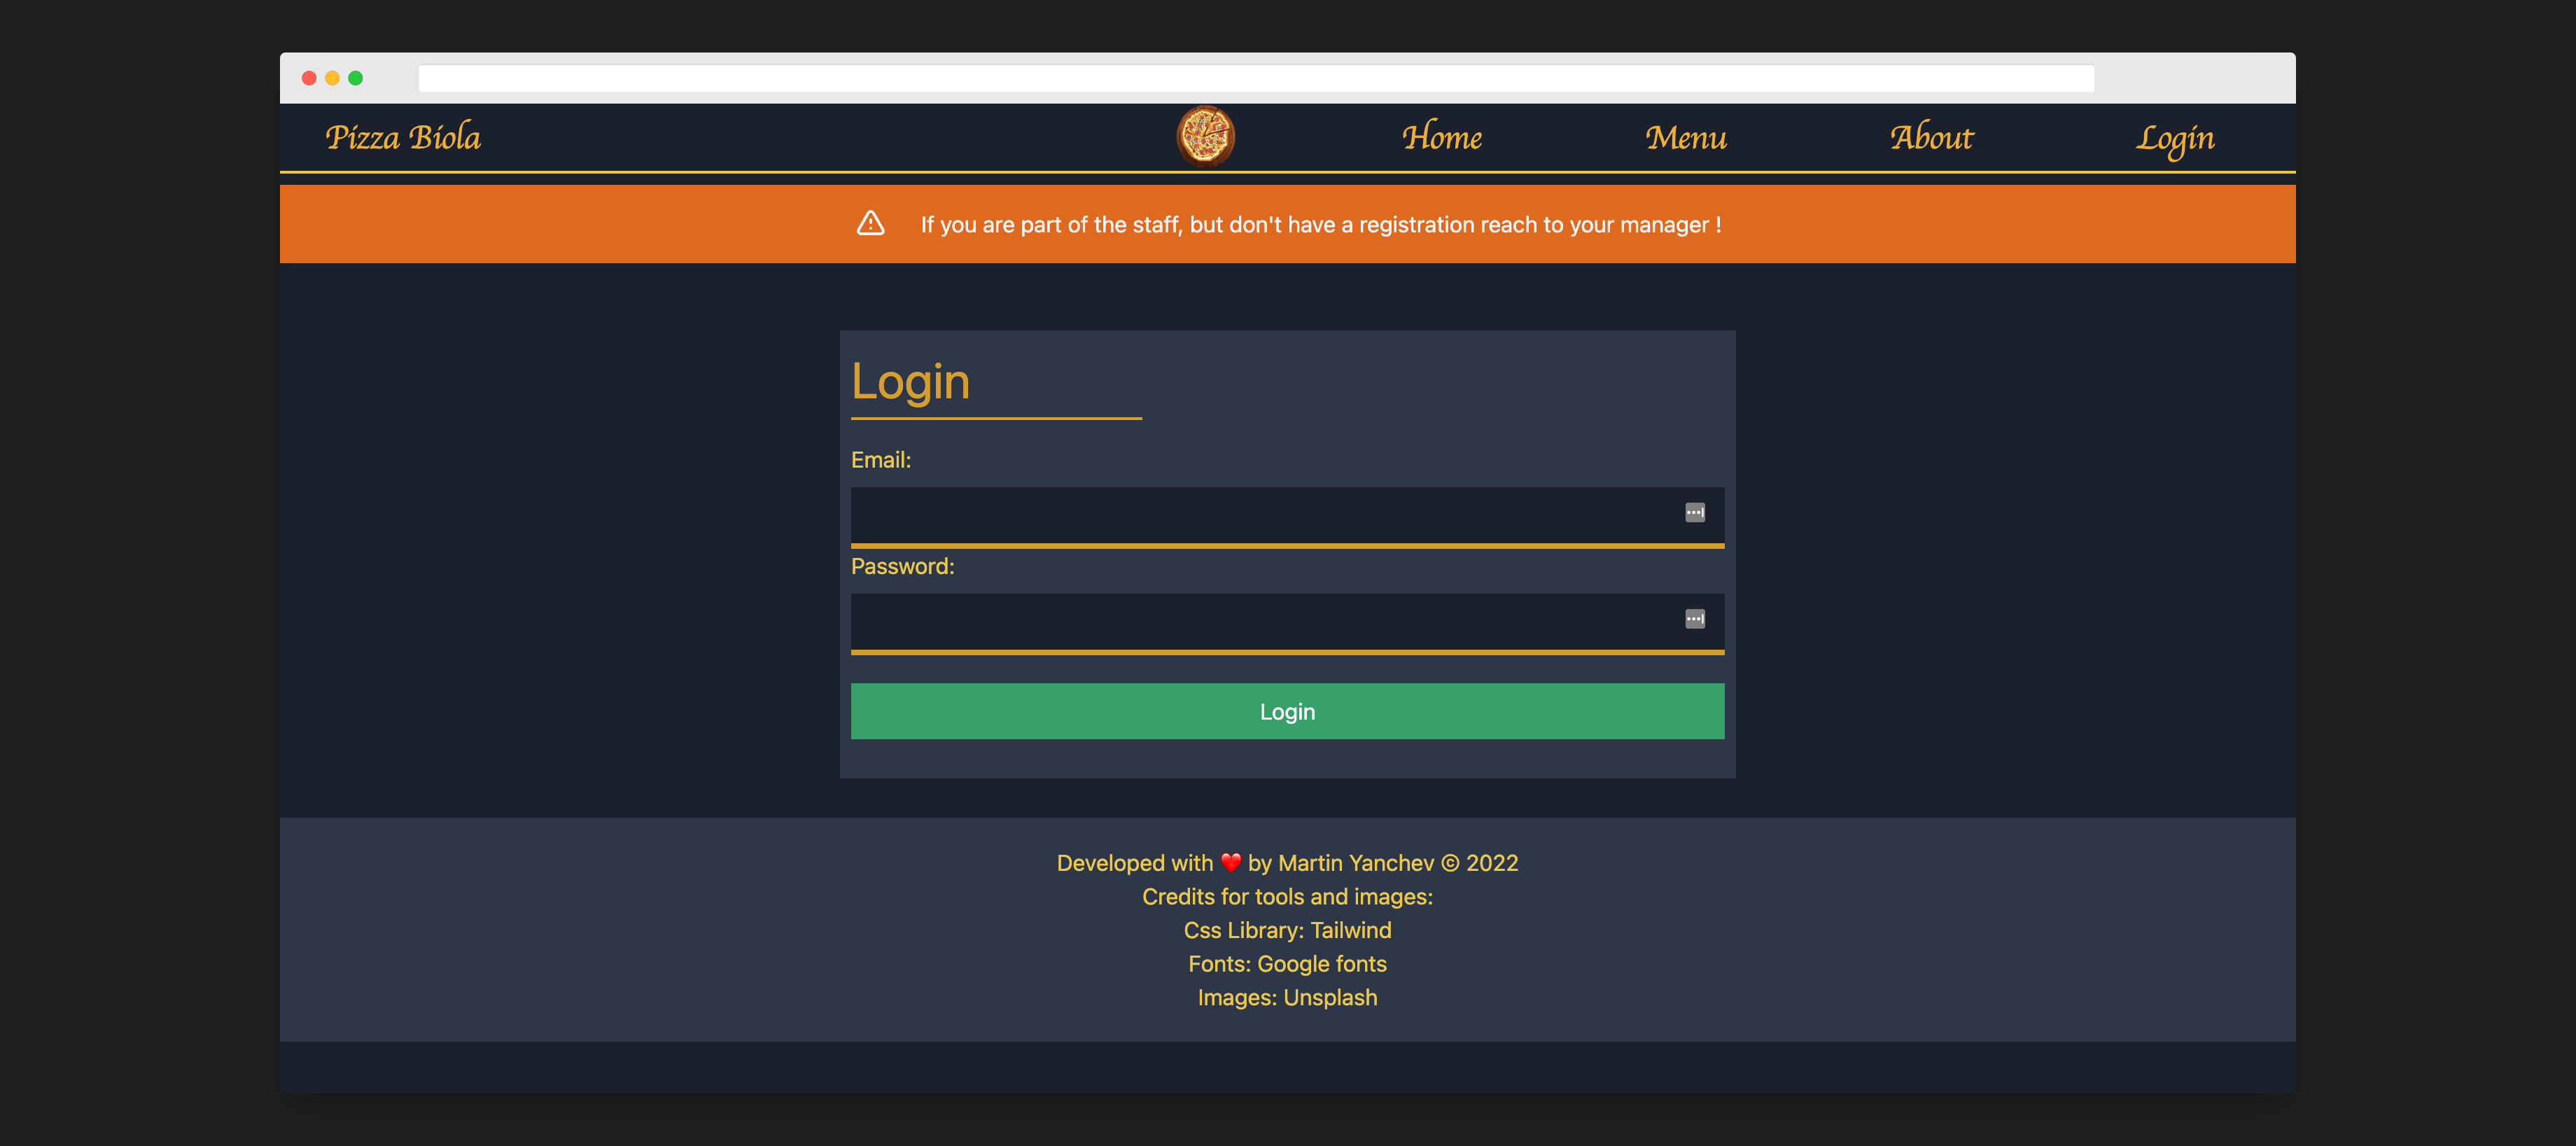 Pizza Biola
Home
Menu
About
Login
If you are part of the staff, but don't have a registration reach to your manager !
Login
Email:
Password:
Login
Developed with ❤️ by Martin Yanchev © 2022
Credits for tools and images:
Css Library: Tailwind
Fonts: Google fonts
Images: Unsplash